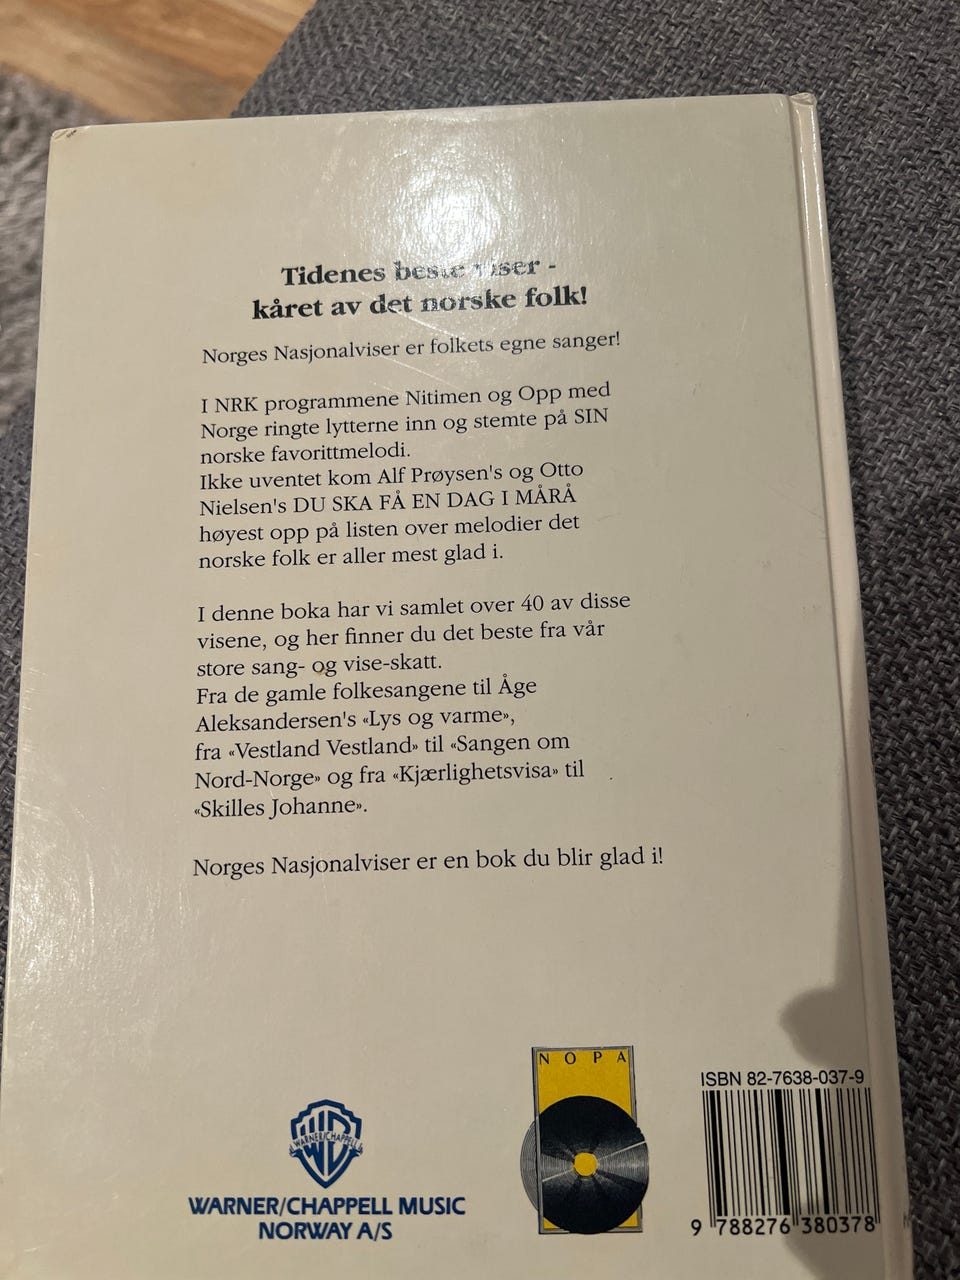 Tidenes beste viser -
kåret av det norske folk!
Norges Nasjonalviser er folkets egne sanger!
I NRK programmene Nitimen og Opp med
Norge ringte lytterne inn og stemte på SIN
norske favorittmelodi.
Ikke uventet kom Alf Prøysen's og Otto
Nielsen's DU SKA FÅ EN DAG I MÅRÅ
høyest opp på listen over melodier det
norske folk er aller mest glad i.
I denne boka har vi samlet over 40 av disse
visene, og her finner du det beste fra vår
store sang- og vise-skatt.
Fra de gamle folkesangene til Åge
Aleksandersen's «Lys og varme»,
fra «Vestland Vestland» til «Sangen om
Nord-Norge» og fra «Kjærlighetsvisa» til
«Skilles Johanne».
Norges Nasjonalviser er en bok du blir glad i!
WARNER/CHAPPELL
WARNER/CHAPPELL MUSIC
NORWAY A/S
NOPA
ISBN 82-7638-037-9
9 788276 380378